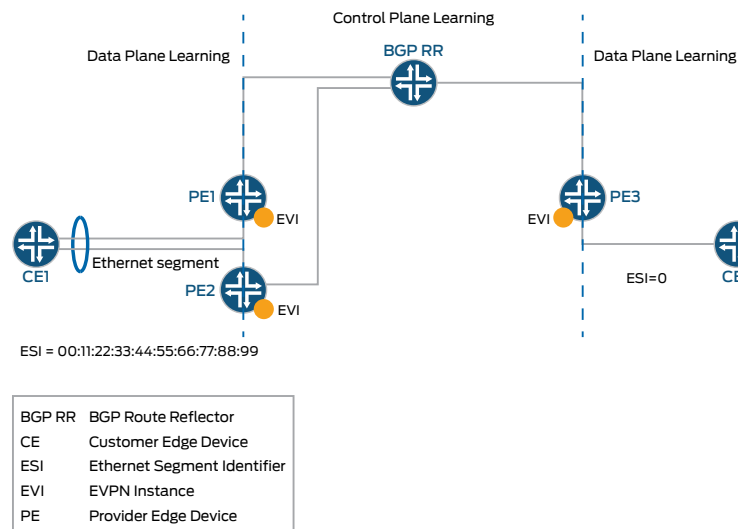 Control Plane Learning
Data Plane Learning
BGP RR
Data Plane Learning
PE1
EVI
PE3
EVI
CE1
Ethernet segment
PE2
EVI
ESI=0
ESI = 00:11:22:33:44:55:66:77:88:99
BGP RR BGP Route Reflector
CE Customer Edge Device
ESI Ethernet Segment Identifier
EVI EVPN Instance
PE Provider Edge Device